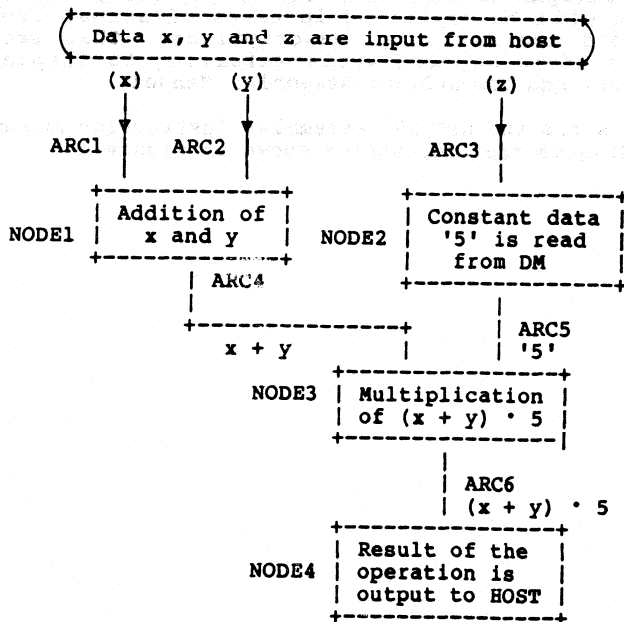 Data x, y and z are input from host
(x) (y) (z)
ARC1 ARC2 ARC3
Addition of
x and y
NODE1
Constant data
'5' is read
from DM
NODE2
ARC4
x + y
ARC5
'5'
NODE3
Multiplication
of (x + y) · 5
ARC6
(x + y) · 5
NODE4
Result of the
operation is
output to HOST